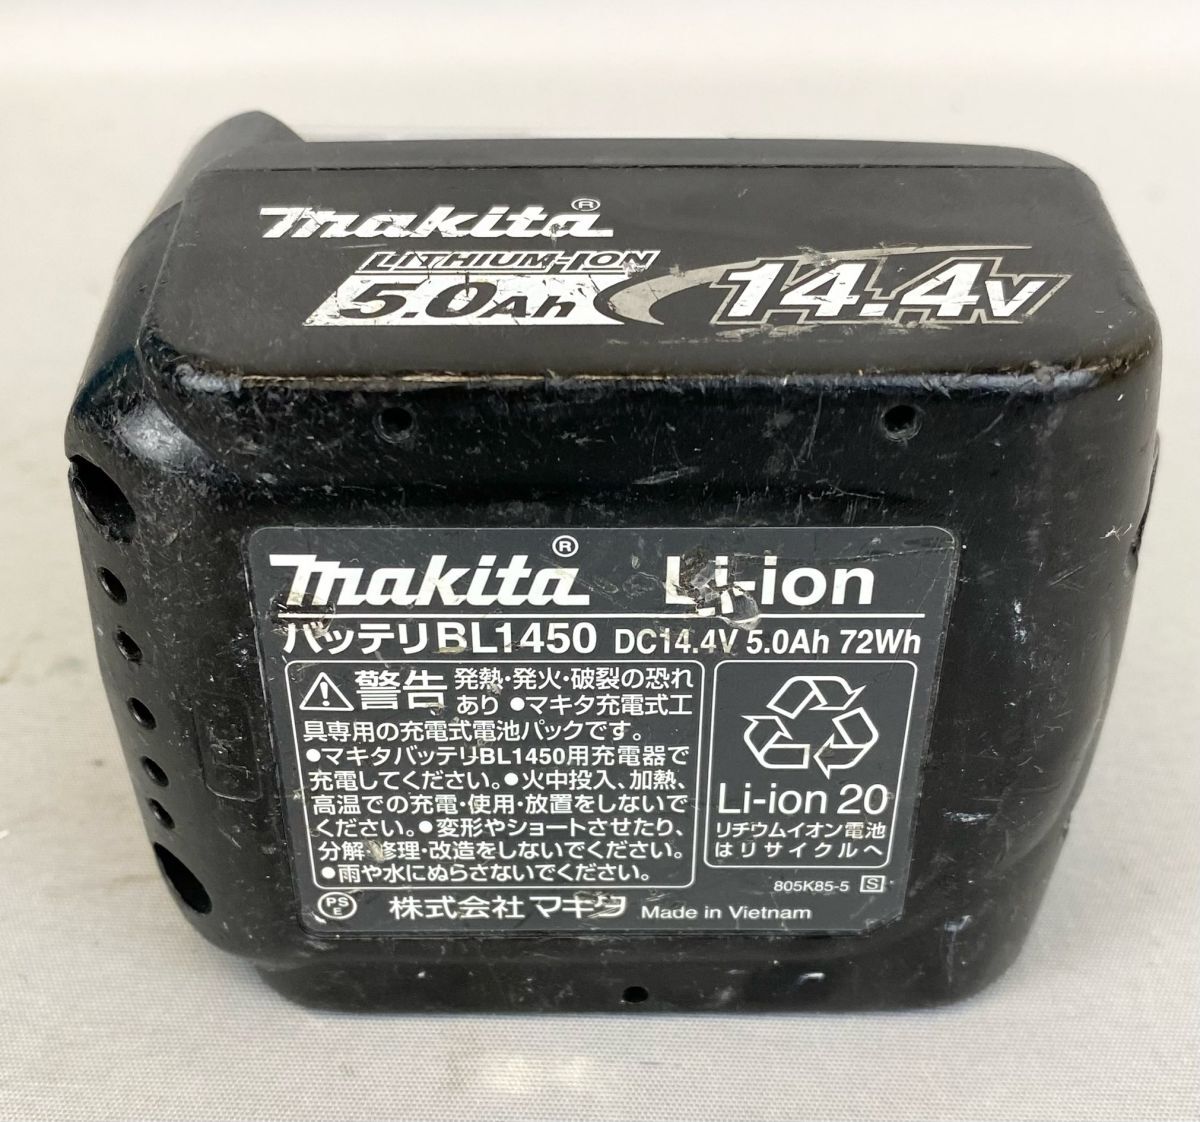 makita®
LITHIUM-ION
5.0Ah
14.4V
makita® Li-ion
バッテリBL1450 DC14.4V 5.0Ah 72Wh
警告 発熱・発火・破裂の恐れ
あり ●マキタ充電式工
具専用の充電式電池パックです。
●マキタバッテリBL1450用充電器で
充電してください。●火中投入、加熱、
高温での充電・使用・放置をしないで
ください。●変形やショートさせたり、
分解・修理・改造をしないでください。
●雨や水にぬらさないでください。
Li-ion 20
リチウムイオン電池
はリサイクルへ
805K85-5 S
PSE 株式会社 マキタ Made in Vietnam